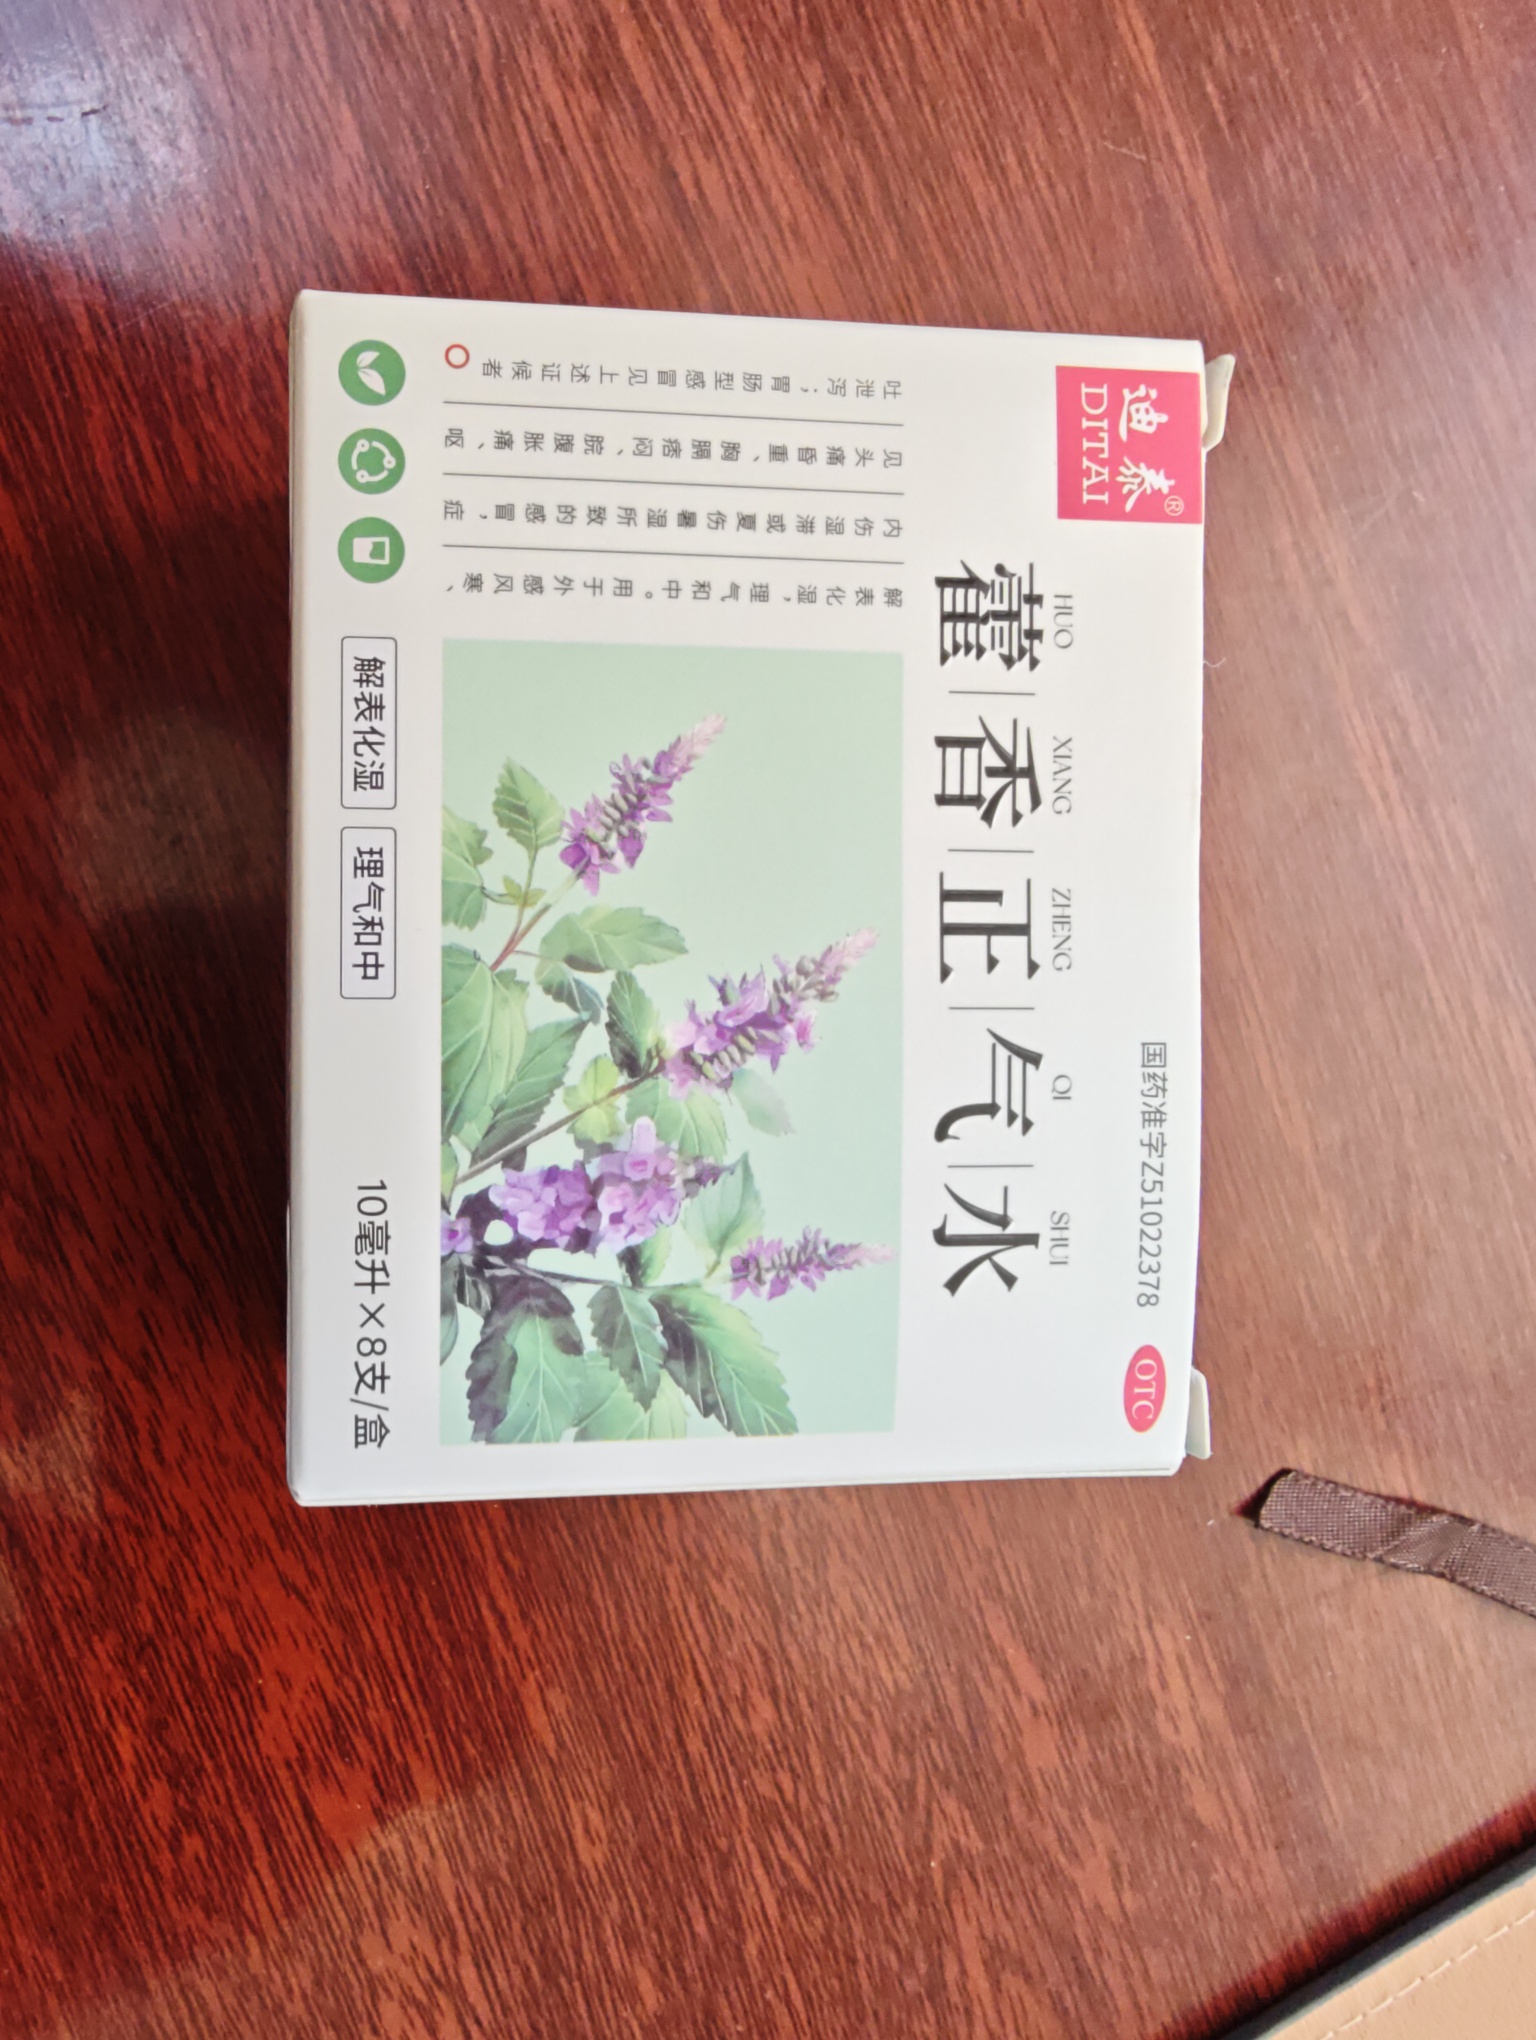 迪泰®
DITAI
国药准字Z51022378
OTC
HUO XIANG ZHENG QI SHUI
藿香正气水
解表化湿，理气和中。用于外感风寒、
内伤湿滞或夏伤暑湿所致的感冒，症
见头痛昏重、胸膈痞闷、脘腹胀痛、呕
吐泄泻；胃肠型感冒见上述证候者
解表化湿 理气和中
10毫升×8支/盒